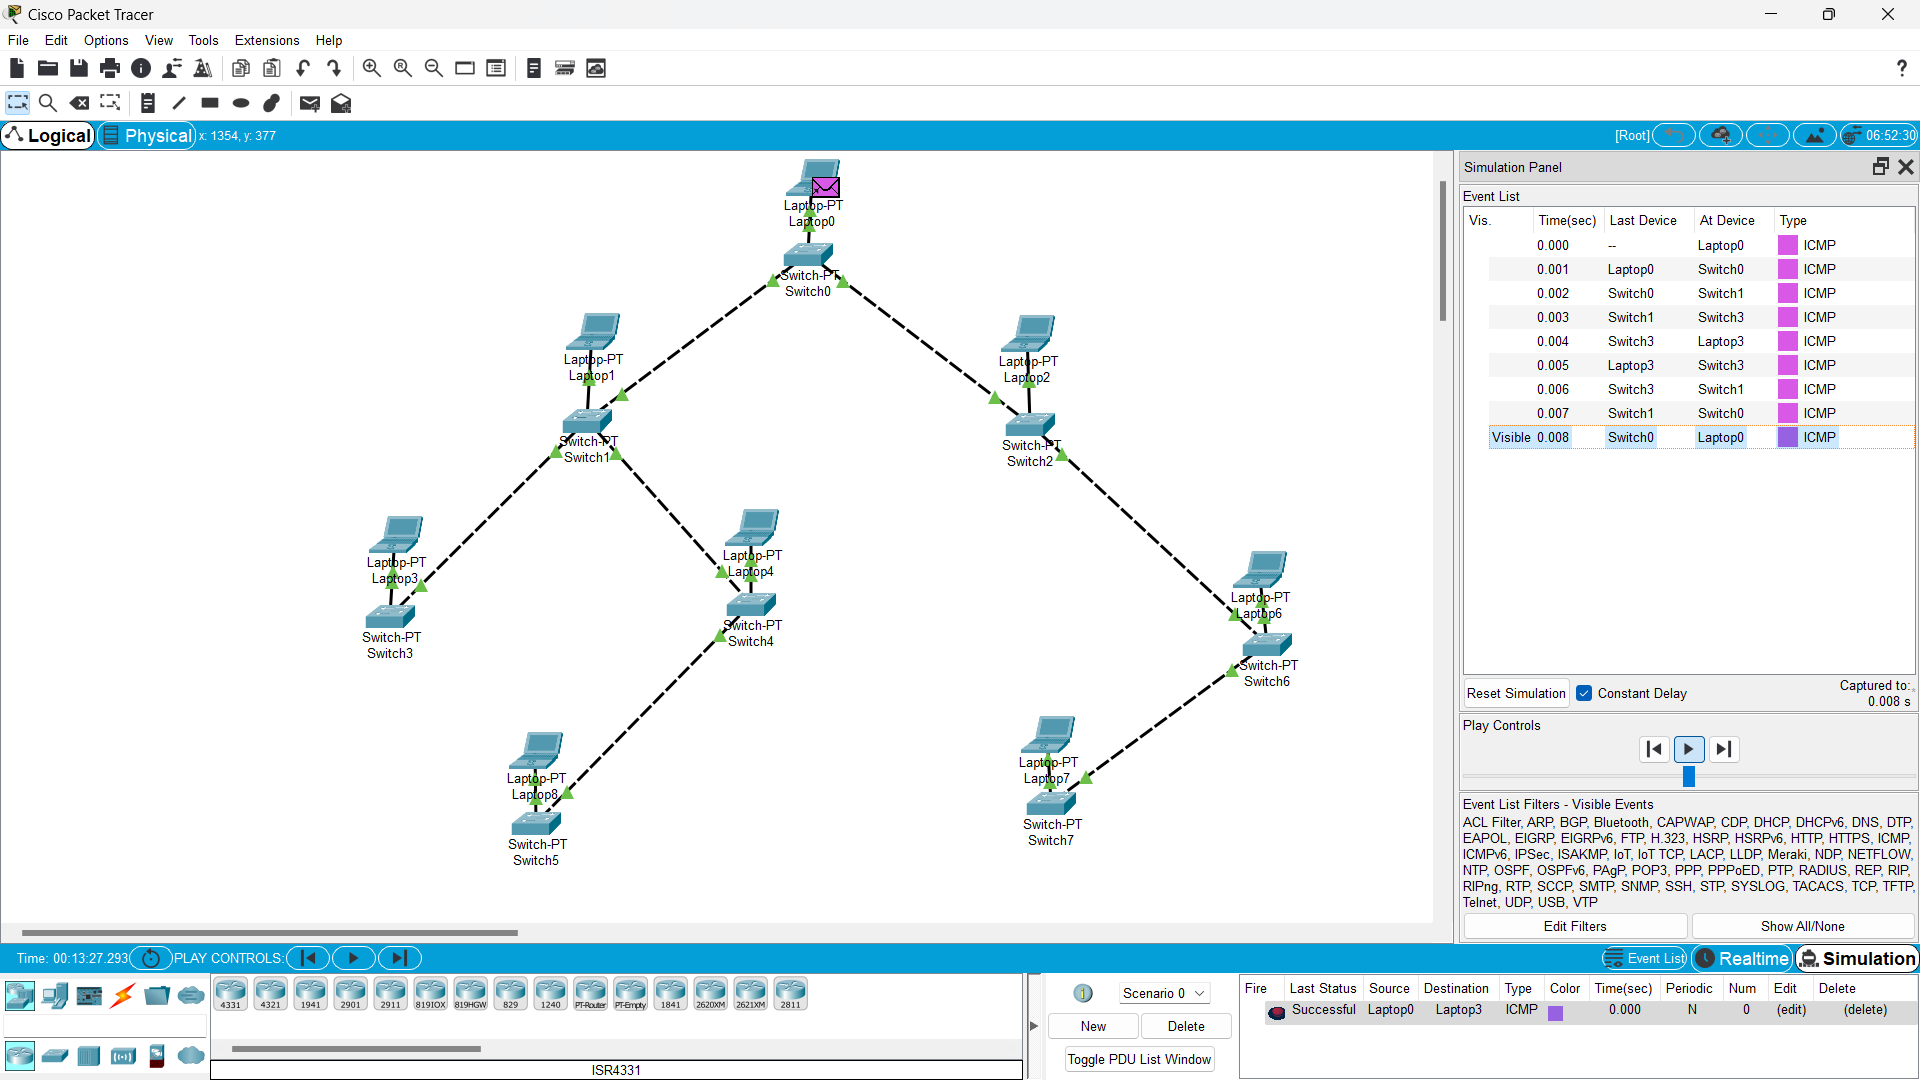 Cisco Packet Tracer
File Edit Options View Tools Extensions Help
?
Logical Physical x: 1354, y: 377 [Root] 06:52:30
Laptop-PT
Laptop0
Switch-PT
Switch0
Laptop-PT
Laptop1
Switch-PT
Switch1
Laptop-PT
Laptop2
Switch-PT
Switch2
Laptop-PT
Laptop3
Switch-PT
Switch3
Laptop-PT
Laptop4
Switch-PT
Switch4
Laptop-PT
Laptop6
Switch-PT
Switch6
Laptop-PT
Laptop8
Switch-PT
Switch5
Laptop-PT
Laptop7
Switch-PT
Switch7
Simulation Panel
Event List
Vis. Time(sec) Last Device At Device Type
0.000 -- Laptop0 ICMP
0.001 Laptop0 Switch0 ICMP
0.002 Switch0 Switch1 ICMP
0.003 Switch1 Switch3 ICMP
0.004 Switch3 Laptop3 ICMP
0.005 Laptop3 Switch3 ICMP
0.006 Switch3 Switch1 ICMP
0.007 Switch1 Switch0 ICMP
Visible 0.008 Switch0 Laptop0 ICMP
Reset Simulation Constant Delay Captured to:
0.008 s
Play Controls
Event List Filters - Visible Events
ACL Filter, ARP, BGP, Bluetooth, CAPWAP, CDP, DHCP, DHCPv6, DNS, DTP,
EAPOL, EIGRP, EIGRPv6, FTP, H.323, HSRP, HSRPv6, HTTP, HTTPS, ICMP,
ICMPv6, IPSec, ISAKMP, IoT, IoT TCP, LACP, LLDP, Meraki, NDP, NETFLOW,
NTP, OSPF, OSPFv6, PAgP, POP3, PPP, PPPoED, PTP, RADIUS, REP, RIP,
RIPng, RTP, SCCP, SMTP, SNMP, SSH, STP, SYSLOG, TACACS, TCP, TFTP,
Telnet, UDP, USB, VTP
Edit Filters Show All/None
Time: 00:13:27.293 PLAY CONTROLS: Event List Realtime Simulation
4331 4321 1941 2901 2911 819IOX 819HGW 829 1240 PT-Router PT-Empty 1841 2620XM 2621XM 2811
ISR4331
Scenario 0
New Delete
Toggle PDU List Window
Fire Last Status Source Destination Type Color Time(sec) Periodic Num Edit Delete
Successful Laptop0 Laptop3 ICMP 0.000 N 0 (edit) (delete)